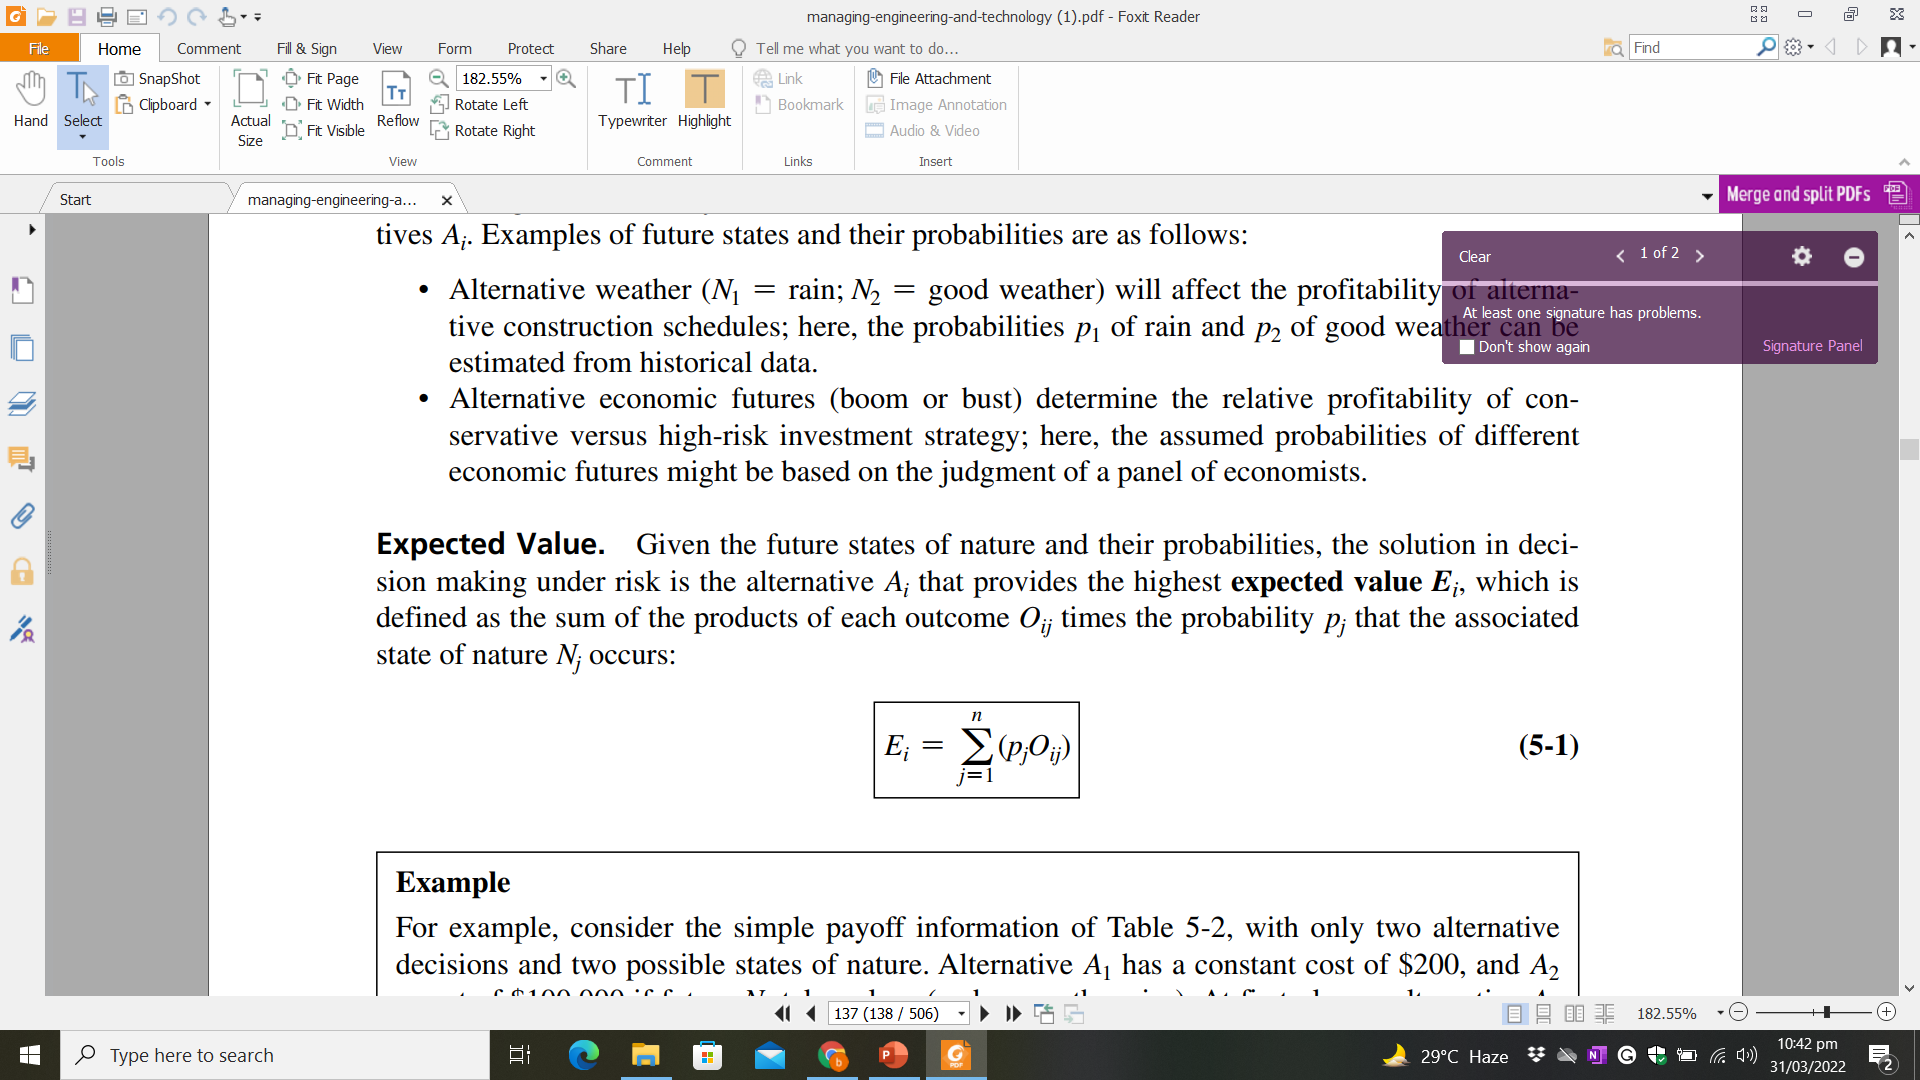 managing-engineering-and-technology (1).pdf - Foxit Reader
File Home Comment Fill & Sign View Form Protect Share Help Tell me what you want to do... Find
Hand
Select
SnapShot
Clipboard
Tools
Actual
Size
Fit Page
Fit Width
Fit Visible
Reflow
182.55%
Rotate Left
Rotate Right
View
Typewriter
Highlight
Comment
Link
Bookmark
Links
File Attachment
Image Annotation
Audio & Video
Insert
Start
managing-engineering-a...
Merge and split PDFs
Clear
1 of 2
At least one signature has problems.
Don't show again
Signature Panel
tives Ai. Examples of future states and their probabilities are as follows:
• Alternative weather (N1 = rain; N2 = good weather) will affect the profitability of alterna-
tive construction schedules; here, the probabilities p1 of rain and p2 of good weather can be
estimated from historical data.
• Alternative economic futures (boom or bust) determine the relative profitability of con-
servative versus high-risk investment strategy; here, the assumed probabilities of different
economic futures might be based on the judgment of a panel of economists.
Expected Value. Given the future states of nature and their probabilities, the solution in deci-
sion making under risk is the alternative Ai that provides the highest expected value Ei, which is
defined as the sum of the products of each outcome Oij times the probability pj that the associated
state of nature Nj occurs:
Ei = n∑j=1 (pjOij) (5-1)
Example
For example, consider the simple payoff information of Table 5-2, with only two alternative
decisions and two possible states of nature. Alternative A1 has a constant cost of $200, and A2
137 (138 / 506)
182.55%
Type here to search
29°C Haze
10:42 pm
31/03/2022
2